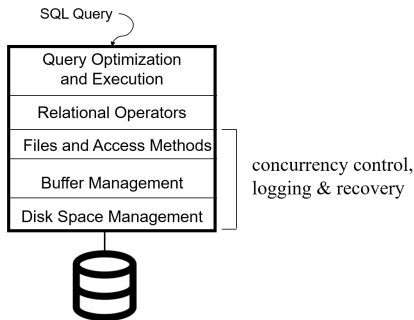 SQL Query
Query Optimization
and Execution
Relational Operators
Files and Access Methods
Buffer Management
Disk Space Management
concurrency control,
logging & recovery